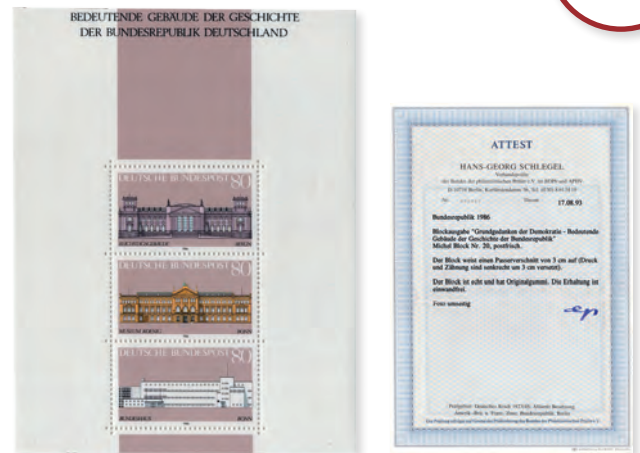 BEDEUTENDE GEBÄUDE DER GESCHICHTE
DER BUNDESREPUBLIK DEUTSCHLAND
DEUTSCHE BUNDESPOST 80
REICHSTAGSGEBÄUDE BERLIN
DEUTSCHE BUNDESPOST 80
MUSEUM KOENIG BONN
DEUTSCHE BUNDESPOST 80
BUNDESHAUS BONN
ATTEST
HANS-GEORG SCHLEGEL
17.08.93
Bundesrepublik 1986
Blockausgabe "Grundgedanken der Demokratie - Bedeutende
Gebäude der Geschichte der Bundesrepublik"
Michel Block Nr. 20, postfrisch.
Der Block weist einen Passerverschnitt von 3 cm auf (Druck
und Zähnung sind senkrecht um 3 cm versetzt).
Der Block ist echt und hat Originalgummi. Die Erhaltung ist
einwandfrei.
Foto umseitig